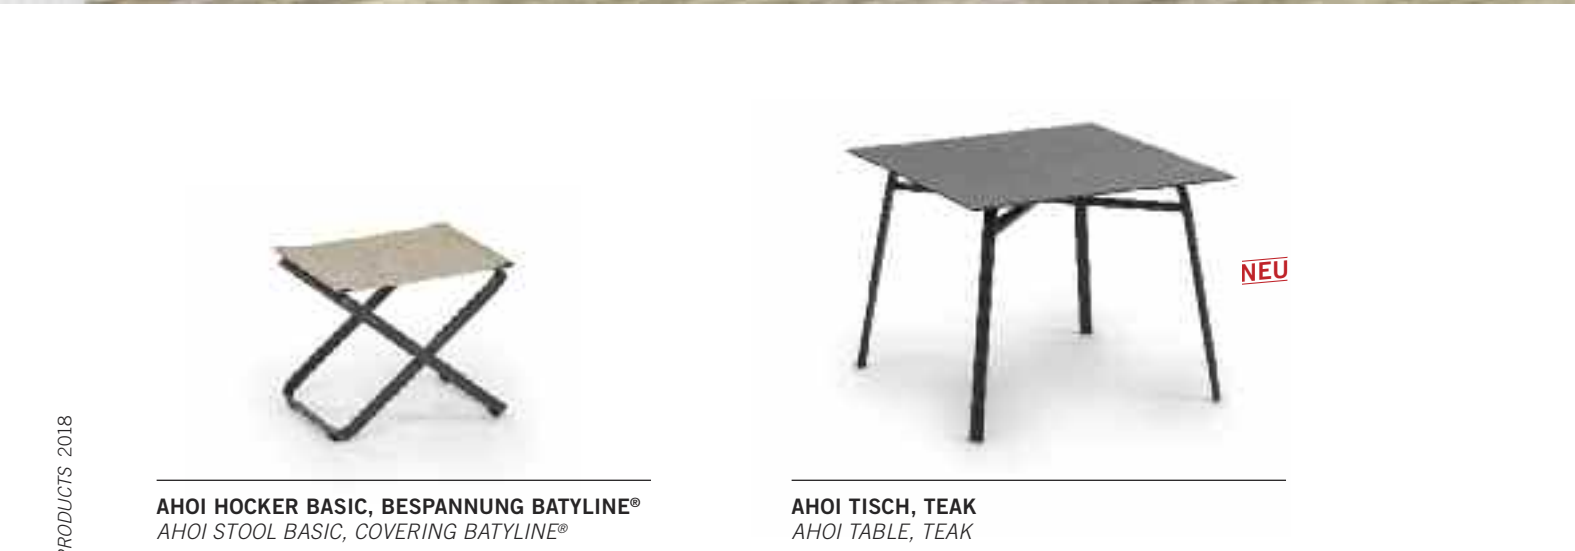 NEU
PRODUCTS 2018
AHOI HOCKER BASIC, BESPANNUNG BATYLINE®
AHOI STOOL BASIC, COVERING BATYLINE®
AHOI TISCH, TEAK
AHOI TABLE, TEAK